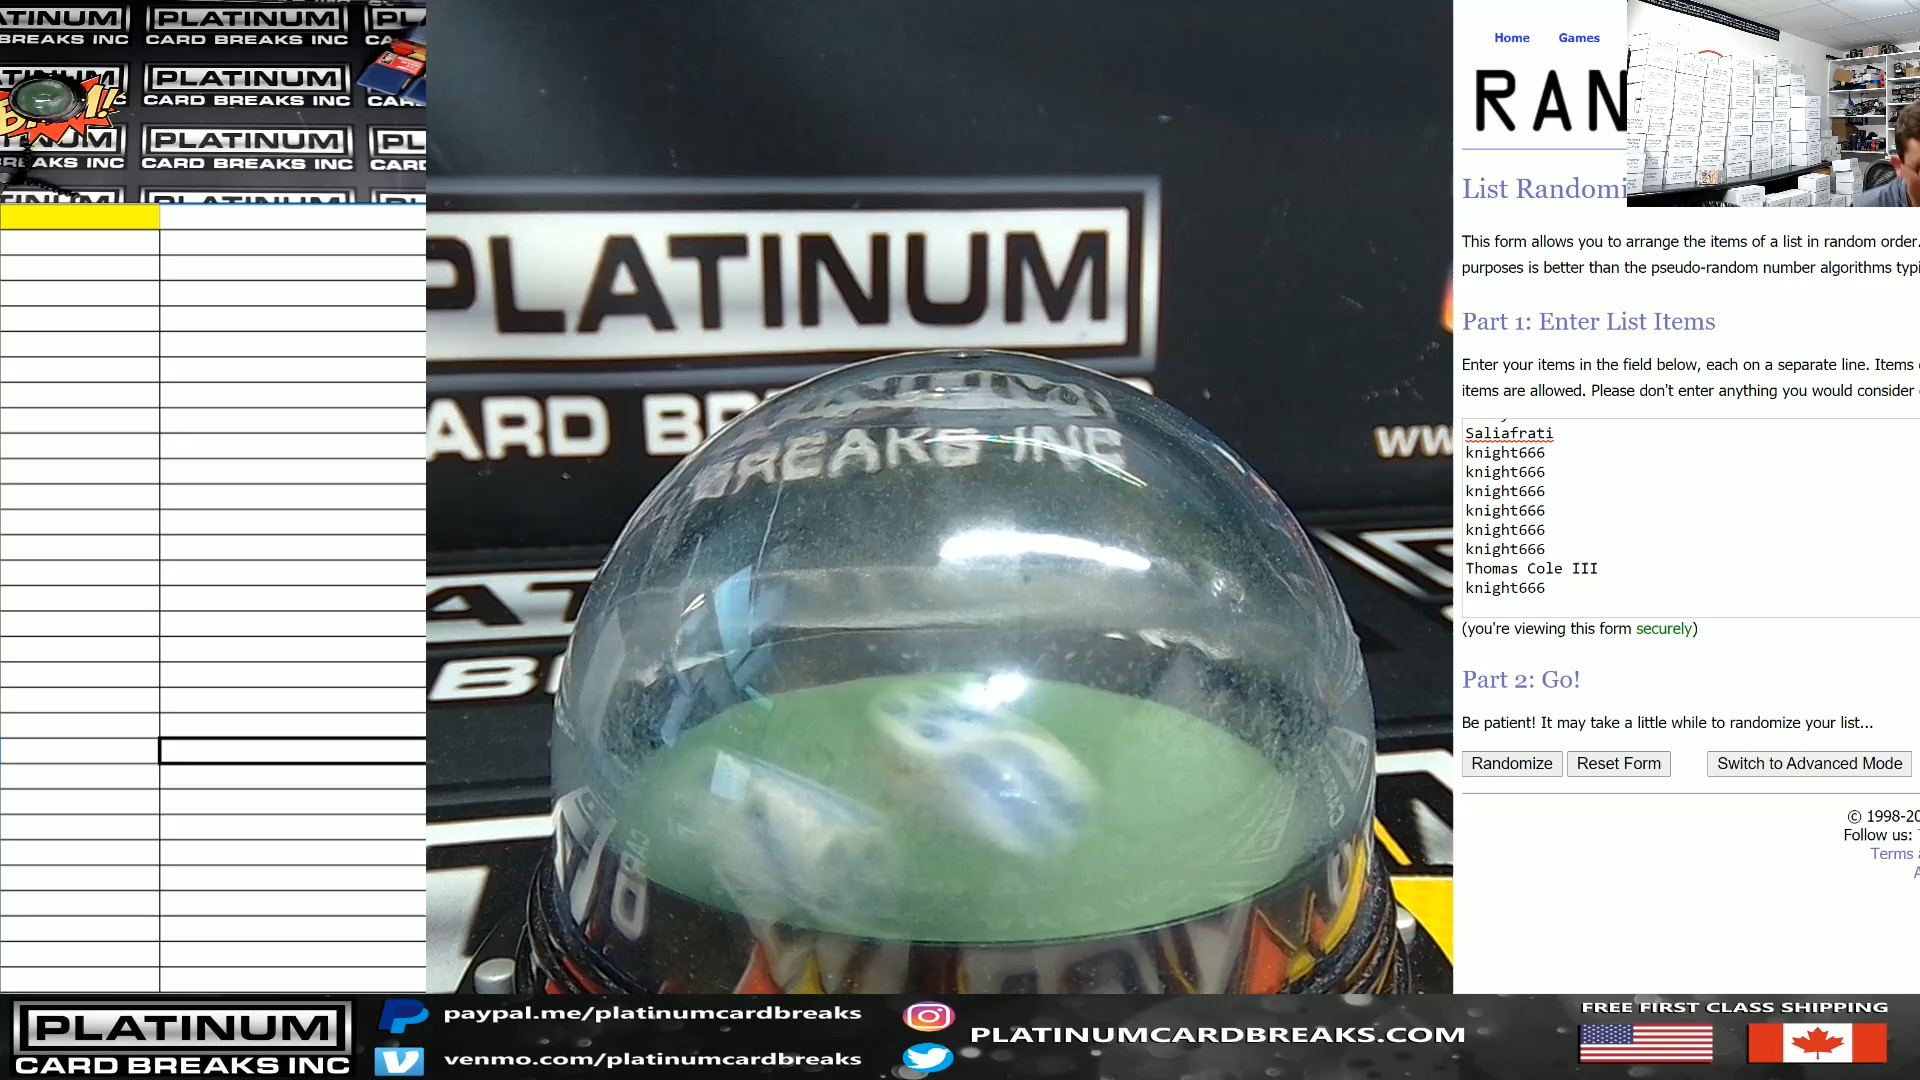 PLATINUM
CARD BREAKS INC
PLATINUM
CARD BREAKS INC
PLATINUM
CARD BREAKS INC
PLATINUM
CARD BREAKS INC
BREAKS INC
Home Games
RAN
List Randomi
This form allows you to arrange the items of a list in random order.
purposes is better than the pseudo-random number algorithms typi
Part 1: Enter List Items
Enter your items in the field below, each on a separate line. Items
items are allowed. Please don't enter anything you would consider
Saliafrati
knight666
knight666
knight666
knight666
knight666
knight666
Thomas Cole III
knight666
(you're viewing this form securely)
Part 2: Go!
Be patient! It may take a little while to randomize your list...
Randomize Reset Form Switch to Advanced Mode
© 1998-20
Follow us:
Terms
PLATINUM
CARD BREAKS INC
paypal.me/platinumcardbreaks
venmo.com/platinumcardbreaks
PLATINUMCARDBREAKS.COM
FREE FIRST CLASS SHIPPING